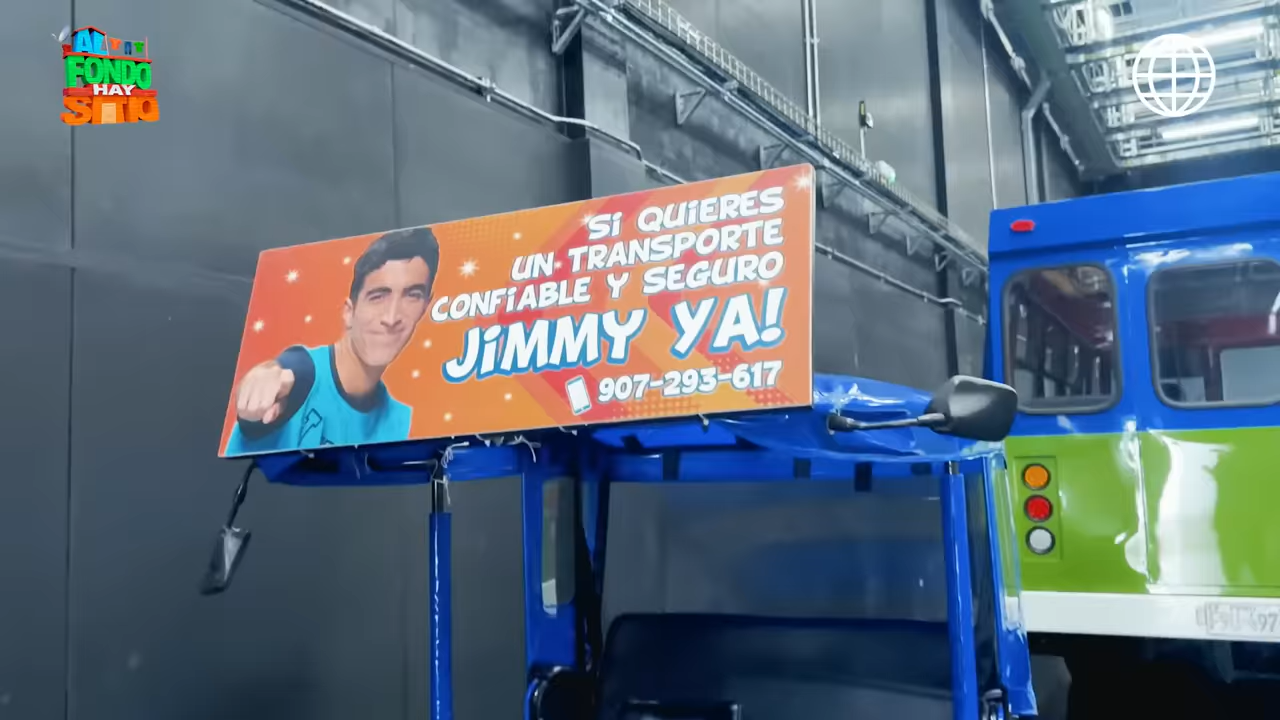 AL
FONDO
HAY
SITIO
Si QUiERES
UN TRANSPORTE
CONFiABLE Y SEGURO
JiMMY YA!
907-293-617